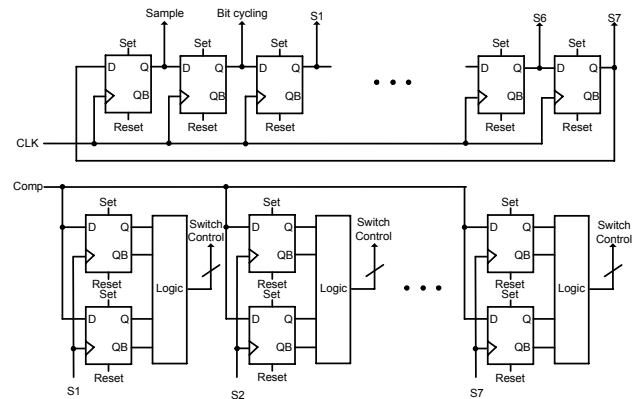 Sample Bit cycling S1 S6 S7
Set Set Set Set Set
D Q D Q D Q D Q D Q
QB QB QB QB QB
Reset Reset Reset Reset Reset
CLK
Comp
Set Set Set
D Q D Q D Q
Switch Control Switch Control Switch Control
QB QB QB
Reset Reset Reset
Logic Logic Logic
Set Set Set
D Q D Q D Q
QB QB QB
Reset Reset Reset
S1 S2 S7